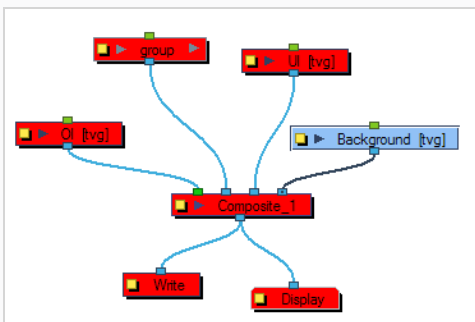 group
UI [tvg]
OI [tvg]
Background [tvg]
Composite_1
Write
Display